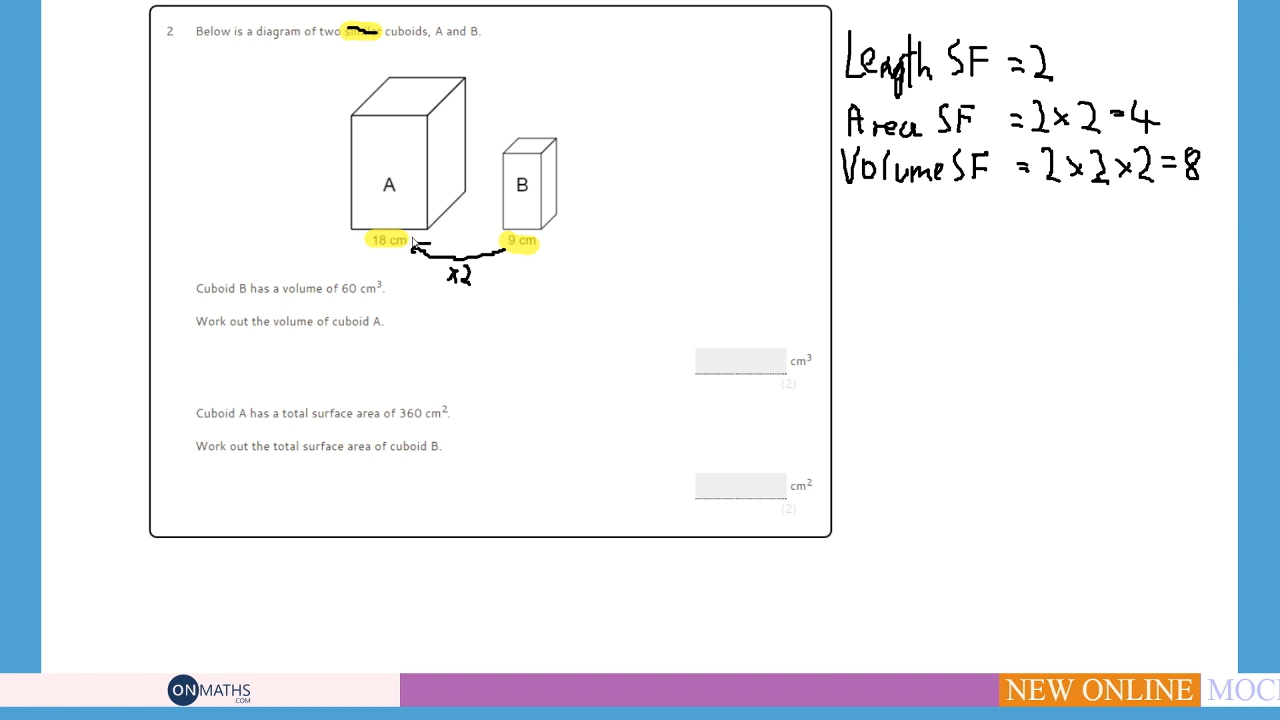 2 Below is a diagram of two cuboids, A and B.
A
B
18 cm
9 cm
x2
Cuboid B has a volume of 60 cm³.
Work out the volume of cuboid A.
cm³
(2)
Cuboid A has a total surface area of 360 cm².
Work out the total surface area of cuboid B.
cm²
(2)
Length SF = 2
Area SF = 2 x 2 = 4
Volume SF = 2 x 2 x 2 = 8
ONMATHS
.COM
NEW ONLINE MOC